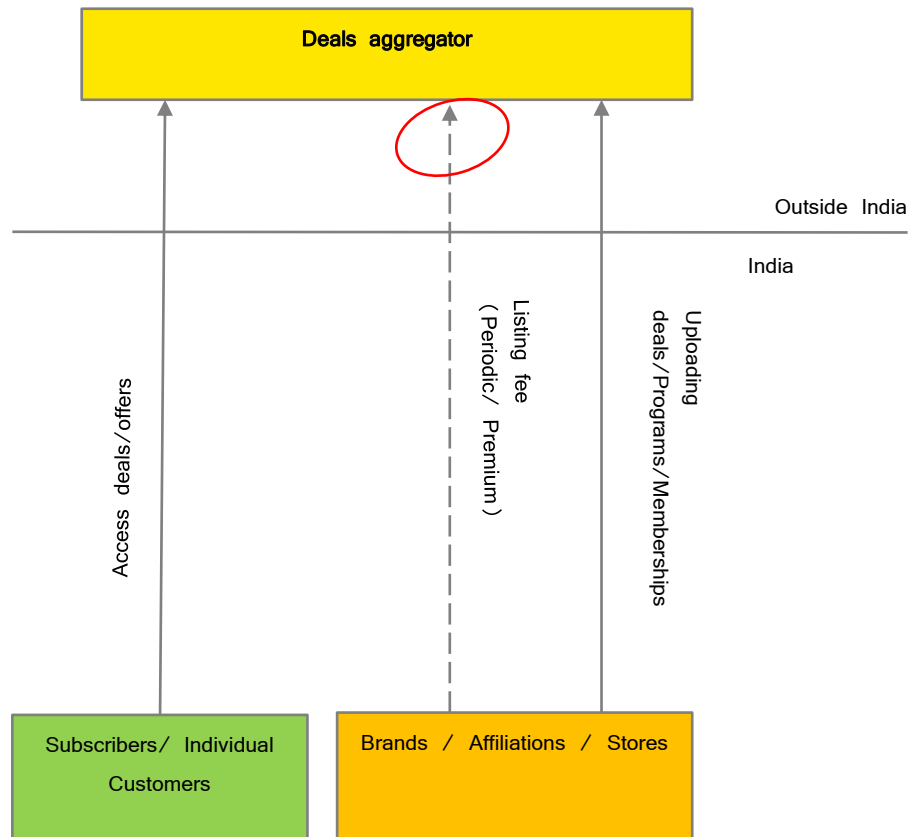 Deals aggregator
Outside India
India
Access deals/offers
Listing fee
(Periodic/ Premium)
Uploading
deals/Programs/Memberships
Subscribers/ Individual
Customers
Brands / Affiliations / Stores